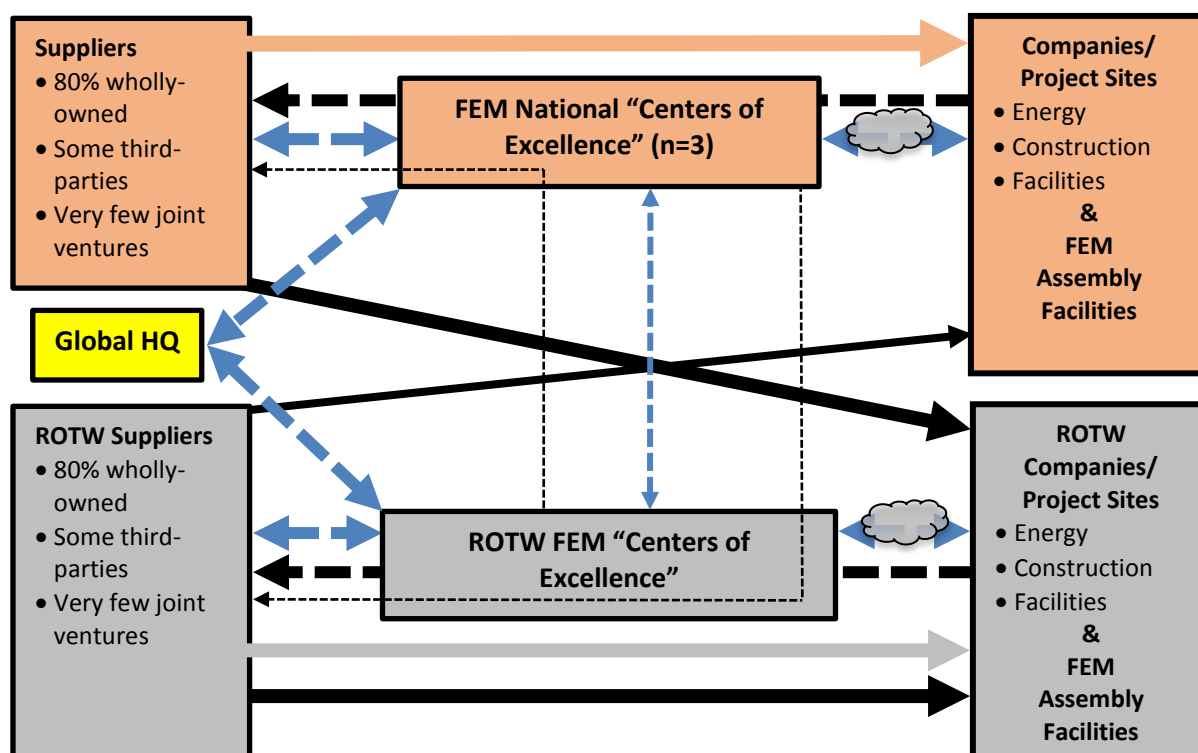 Suppliers
• 80% wholly-
owned
• Some third-
parties
• Very few joint
ventures
FEM National “Centers of
Excellence” (n=3)
Companies/
Project Sites
• Energy
• Construction
• Facilities
&
FEM
Assembly
Facilities
Global HQ
ROTW Suppliers
• 80% wholly-
owned
• Some third-
parties
• Very few joint
ventures
ROTW FEM “Centers of
Excellence”
ROTW
Companies/
Project Sites
• Energy
• Construction
• Facilities
&
FEM
Assembly
Facilities